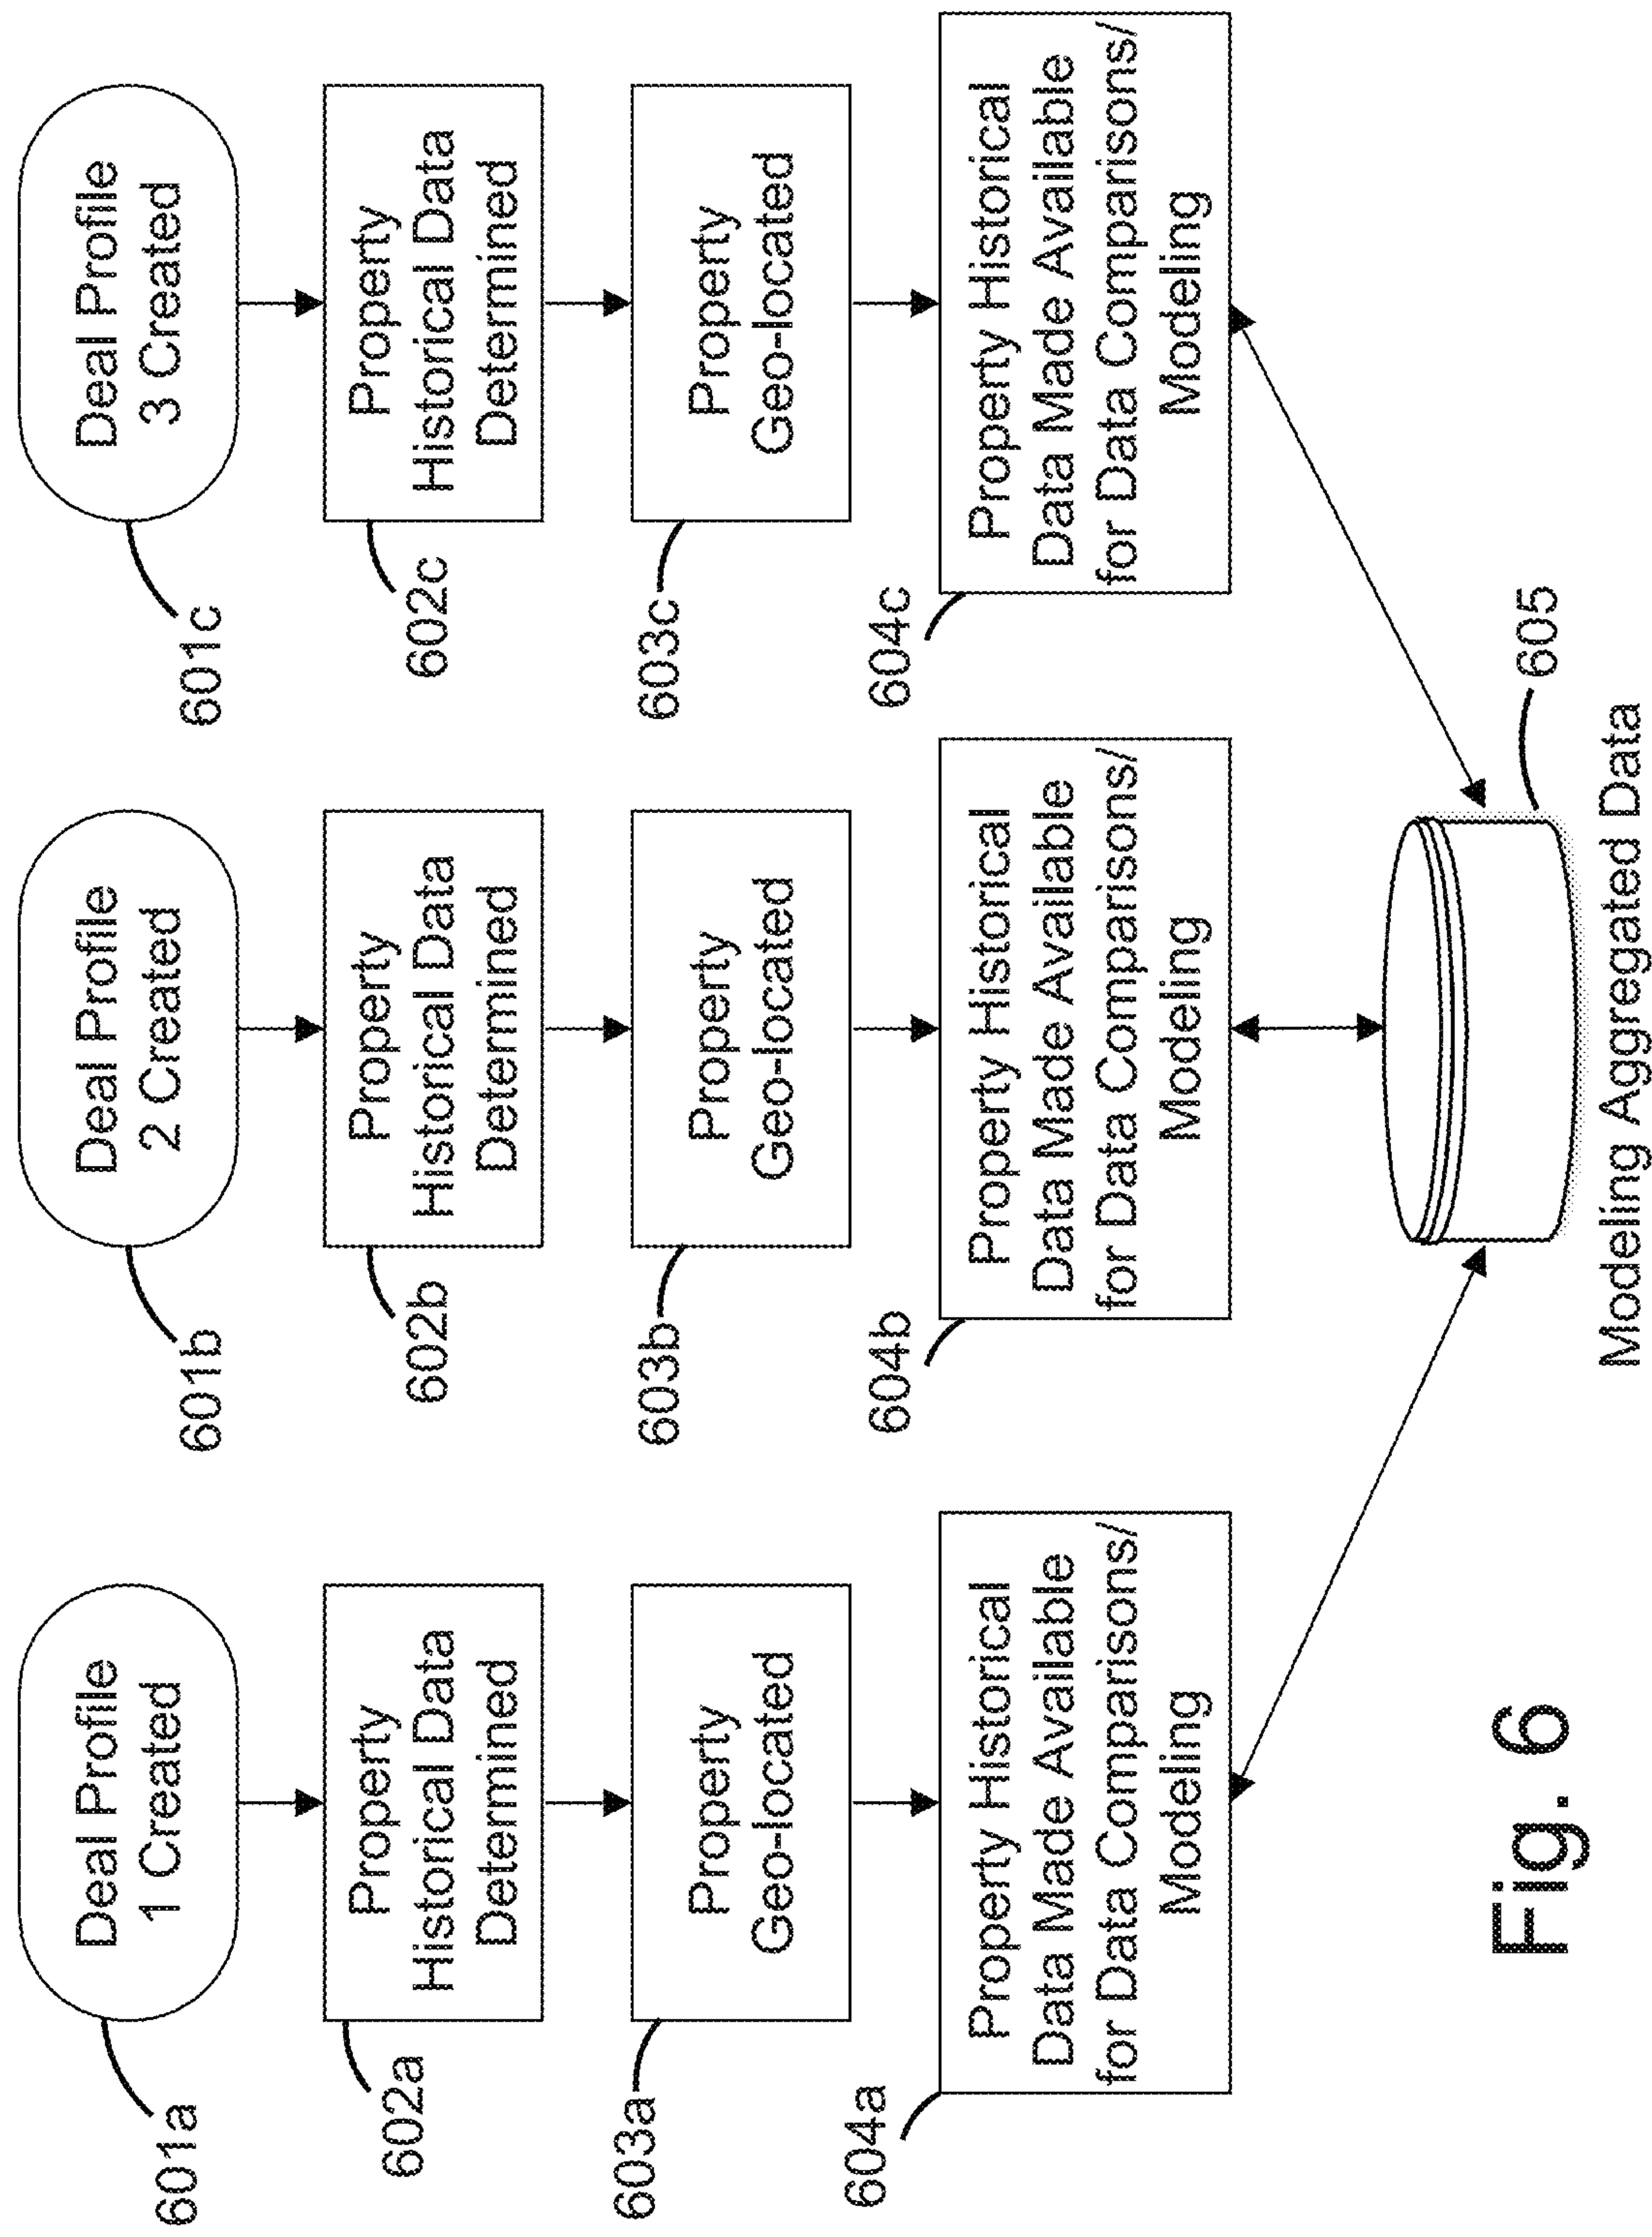 601a
Deal Profile
1 Created
602a
Property
Historical Data
Determined
603a
Property
Geo-located
604a
Property Historical
Data Made Available
for Data Comparisons/
Modeling
601b
Deal Profile
2 Created
602b
Property
Historical Data
Determined
603b
Property
Geo-located
604b
Property Historical
Data Made Available
for Data Comparisons/
Modeling
601c
Deal Profile
3 Created
602c
Property
Historical Data
Determined
603c
Property
Geo-located
604c
Property Historical
Data Made Available
for Data Comparisons/
Modeling
605
Modeling Aggregated Data
Fig. 6